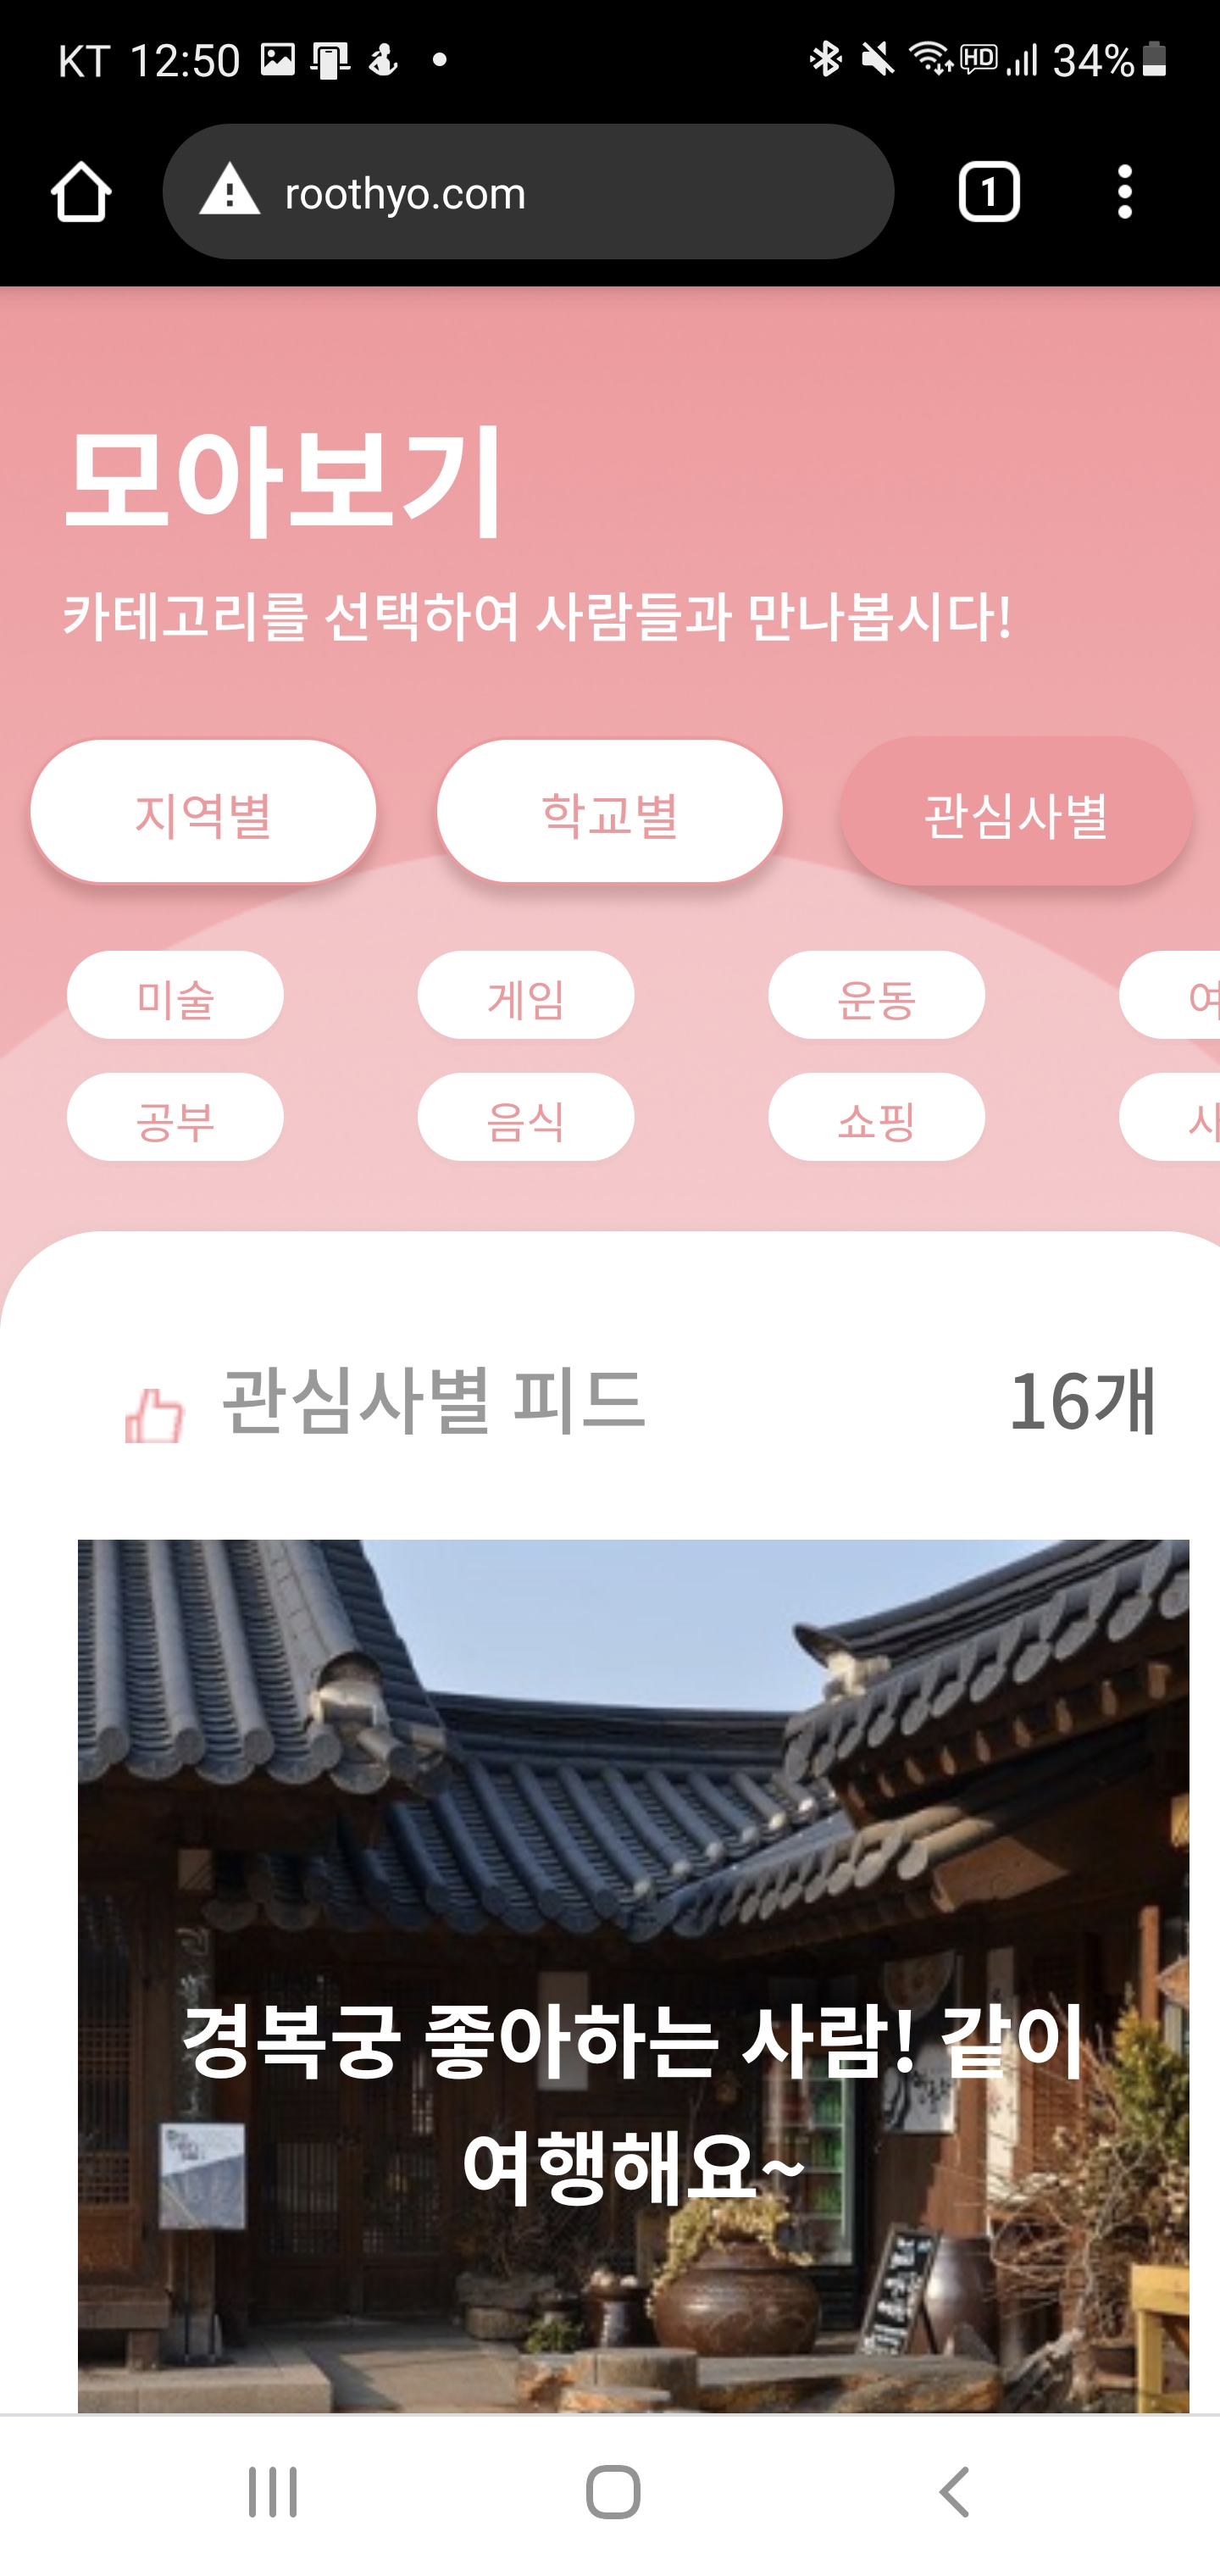 KT 12:50 HD 34%
roothyo.com 1
모아보기
카테고리를 선택하여 사람들과 만나봅시다!
지역별 학교별 관심사별
미술 게임 운동 여
공부 음식 쇼핑 사
관심사별 피드 16개
경복궁 좋아하는 사람! 같이
여행해요~